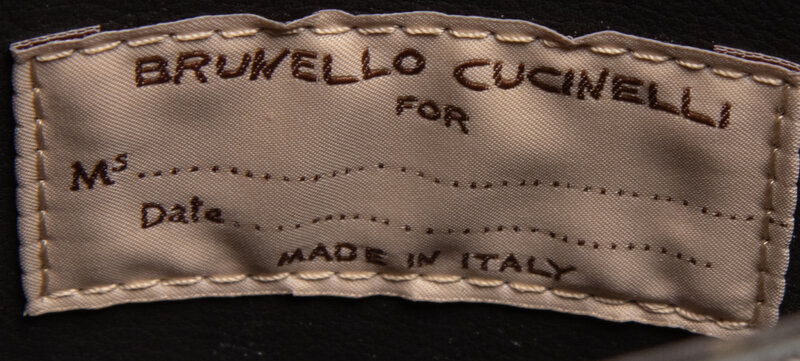 BRUNELLO CUCINELLI
FOR
Ms..............................................................
Date..................................................
MADE IN ITALY